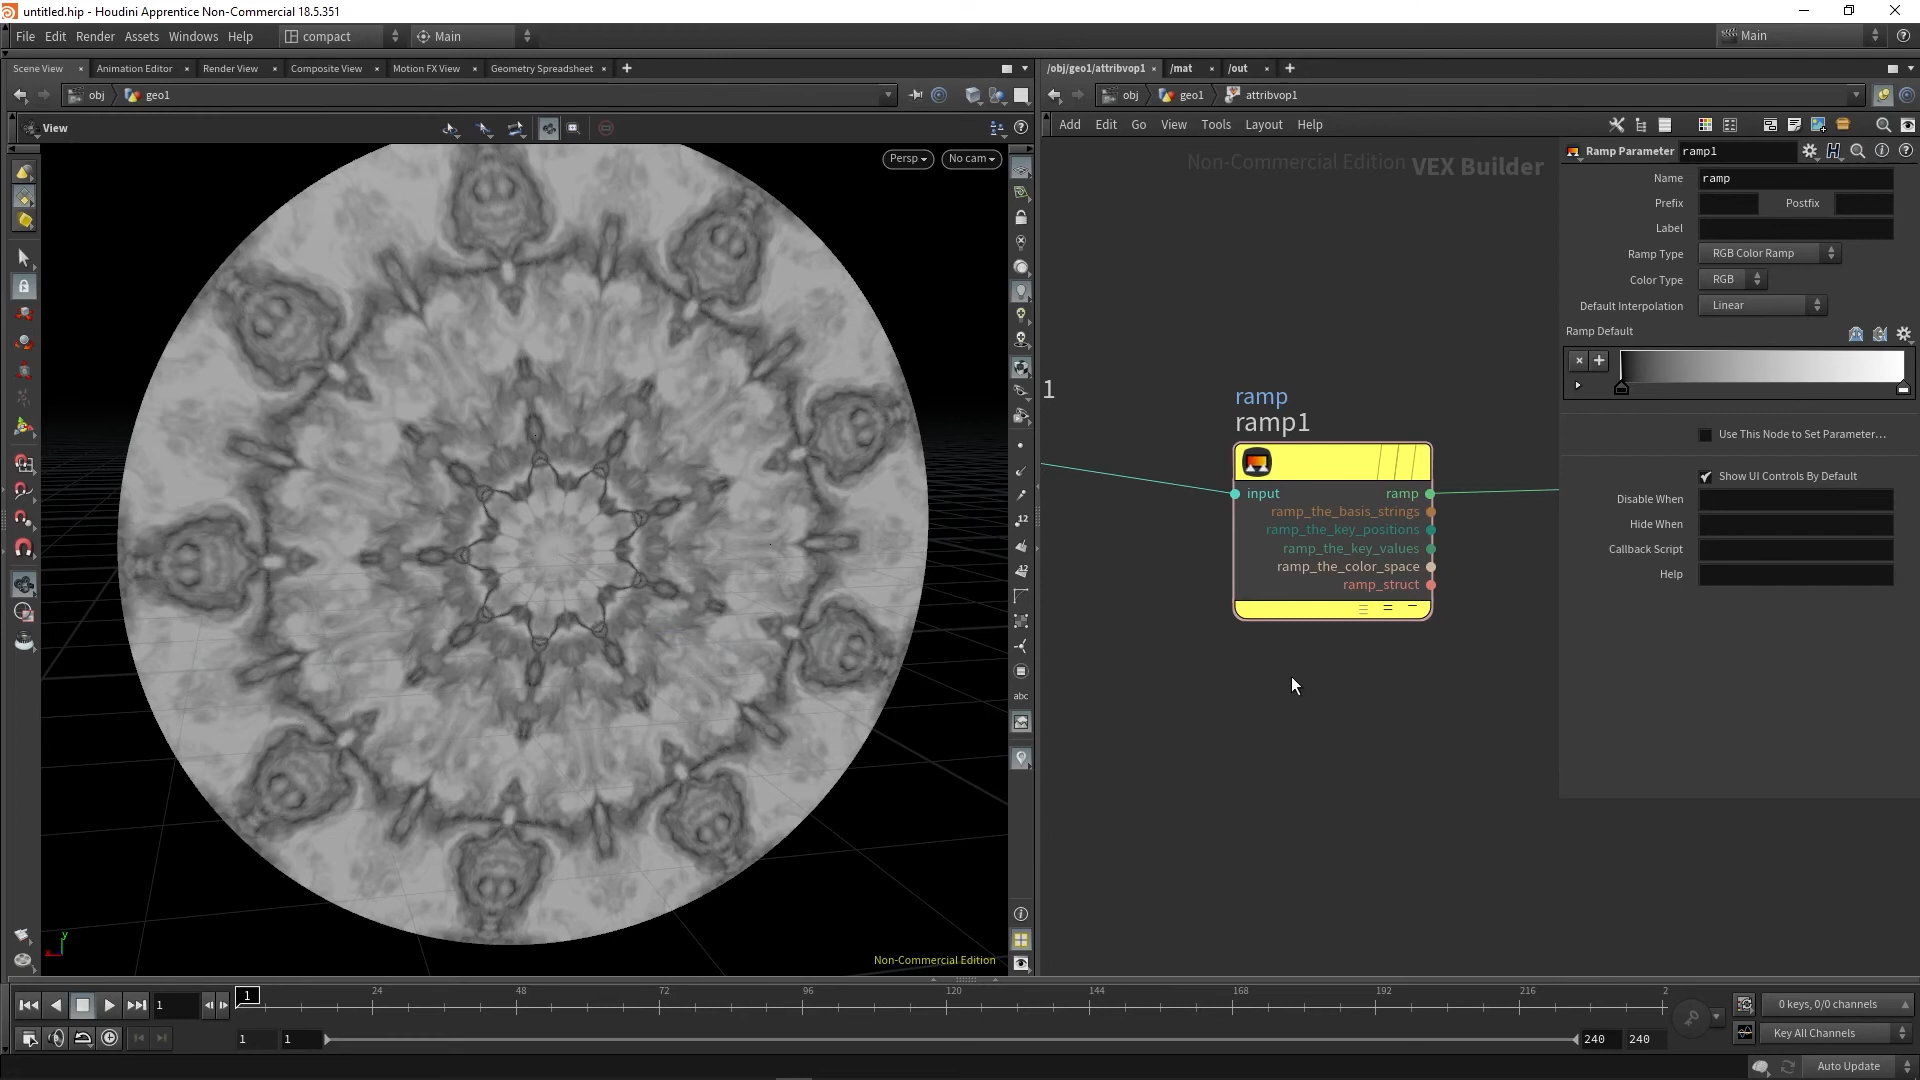 untitled.hip - Houdini Apprentice Non-Commercial 18.5.351
File Edit Render Assets Windows Help compact Main Main
Scene View Animation Editor Render View Composite View Motion FX View Geometry Spreadsheet
/obj/geo1/attribvop1 /mat /out
obj geo1
obj geo1 attribvop1
View
Add Edit Go View Tools Layout Help
Persp No cam
Non-Commercial Edition VEX Builder
Ramp Parameter ramp1
Name ramp
Prefix Postfix
Label
Ramp Type RGB Color Ramp
Color Type RGB
Default Interpolation Linear
Ramp Default
Use This Node to Set Parameter…
Show UI Controls By Default
Disable When
Hide When
Callback Script
Help
1
ramp
ramp1
input ramp
ramp_the_basis_strings
ramp_the_key_positions
ramp_the_key_values
ramp_the_color_space
ramp_struct
12
12
abc
y
x
Non-Commercial Edition
1 1 24 48 72 96 120 144 168 192 216 2
0 keys, 0/0 channels
1 1 240 240
Key All Channels
Auto Update